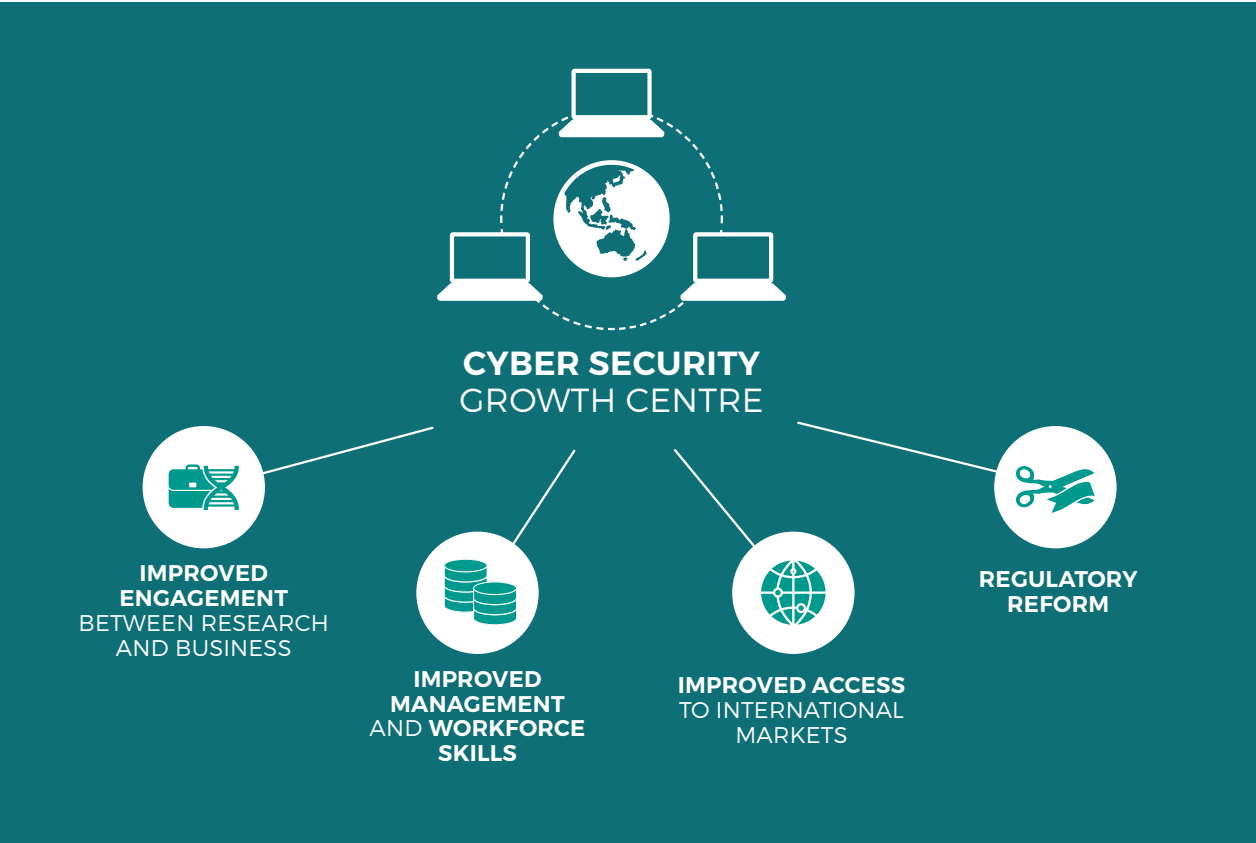 CYBER SECURITY
GROWTH CENTRE
IMPROVED
ENGAGEMENT
BETWEEN RESEARCH
AND BUSINESS
IMPROVED
MANAGEMENT
AND WORKFORCE
SKILLS
IMPROVED ACCESS
TO INTERNATIONAL
MARKETS
REGULATORY
REFORM